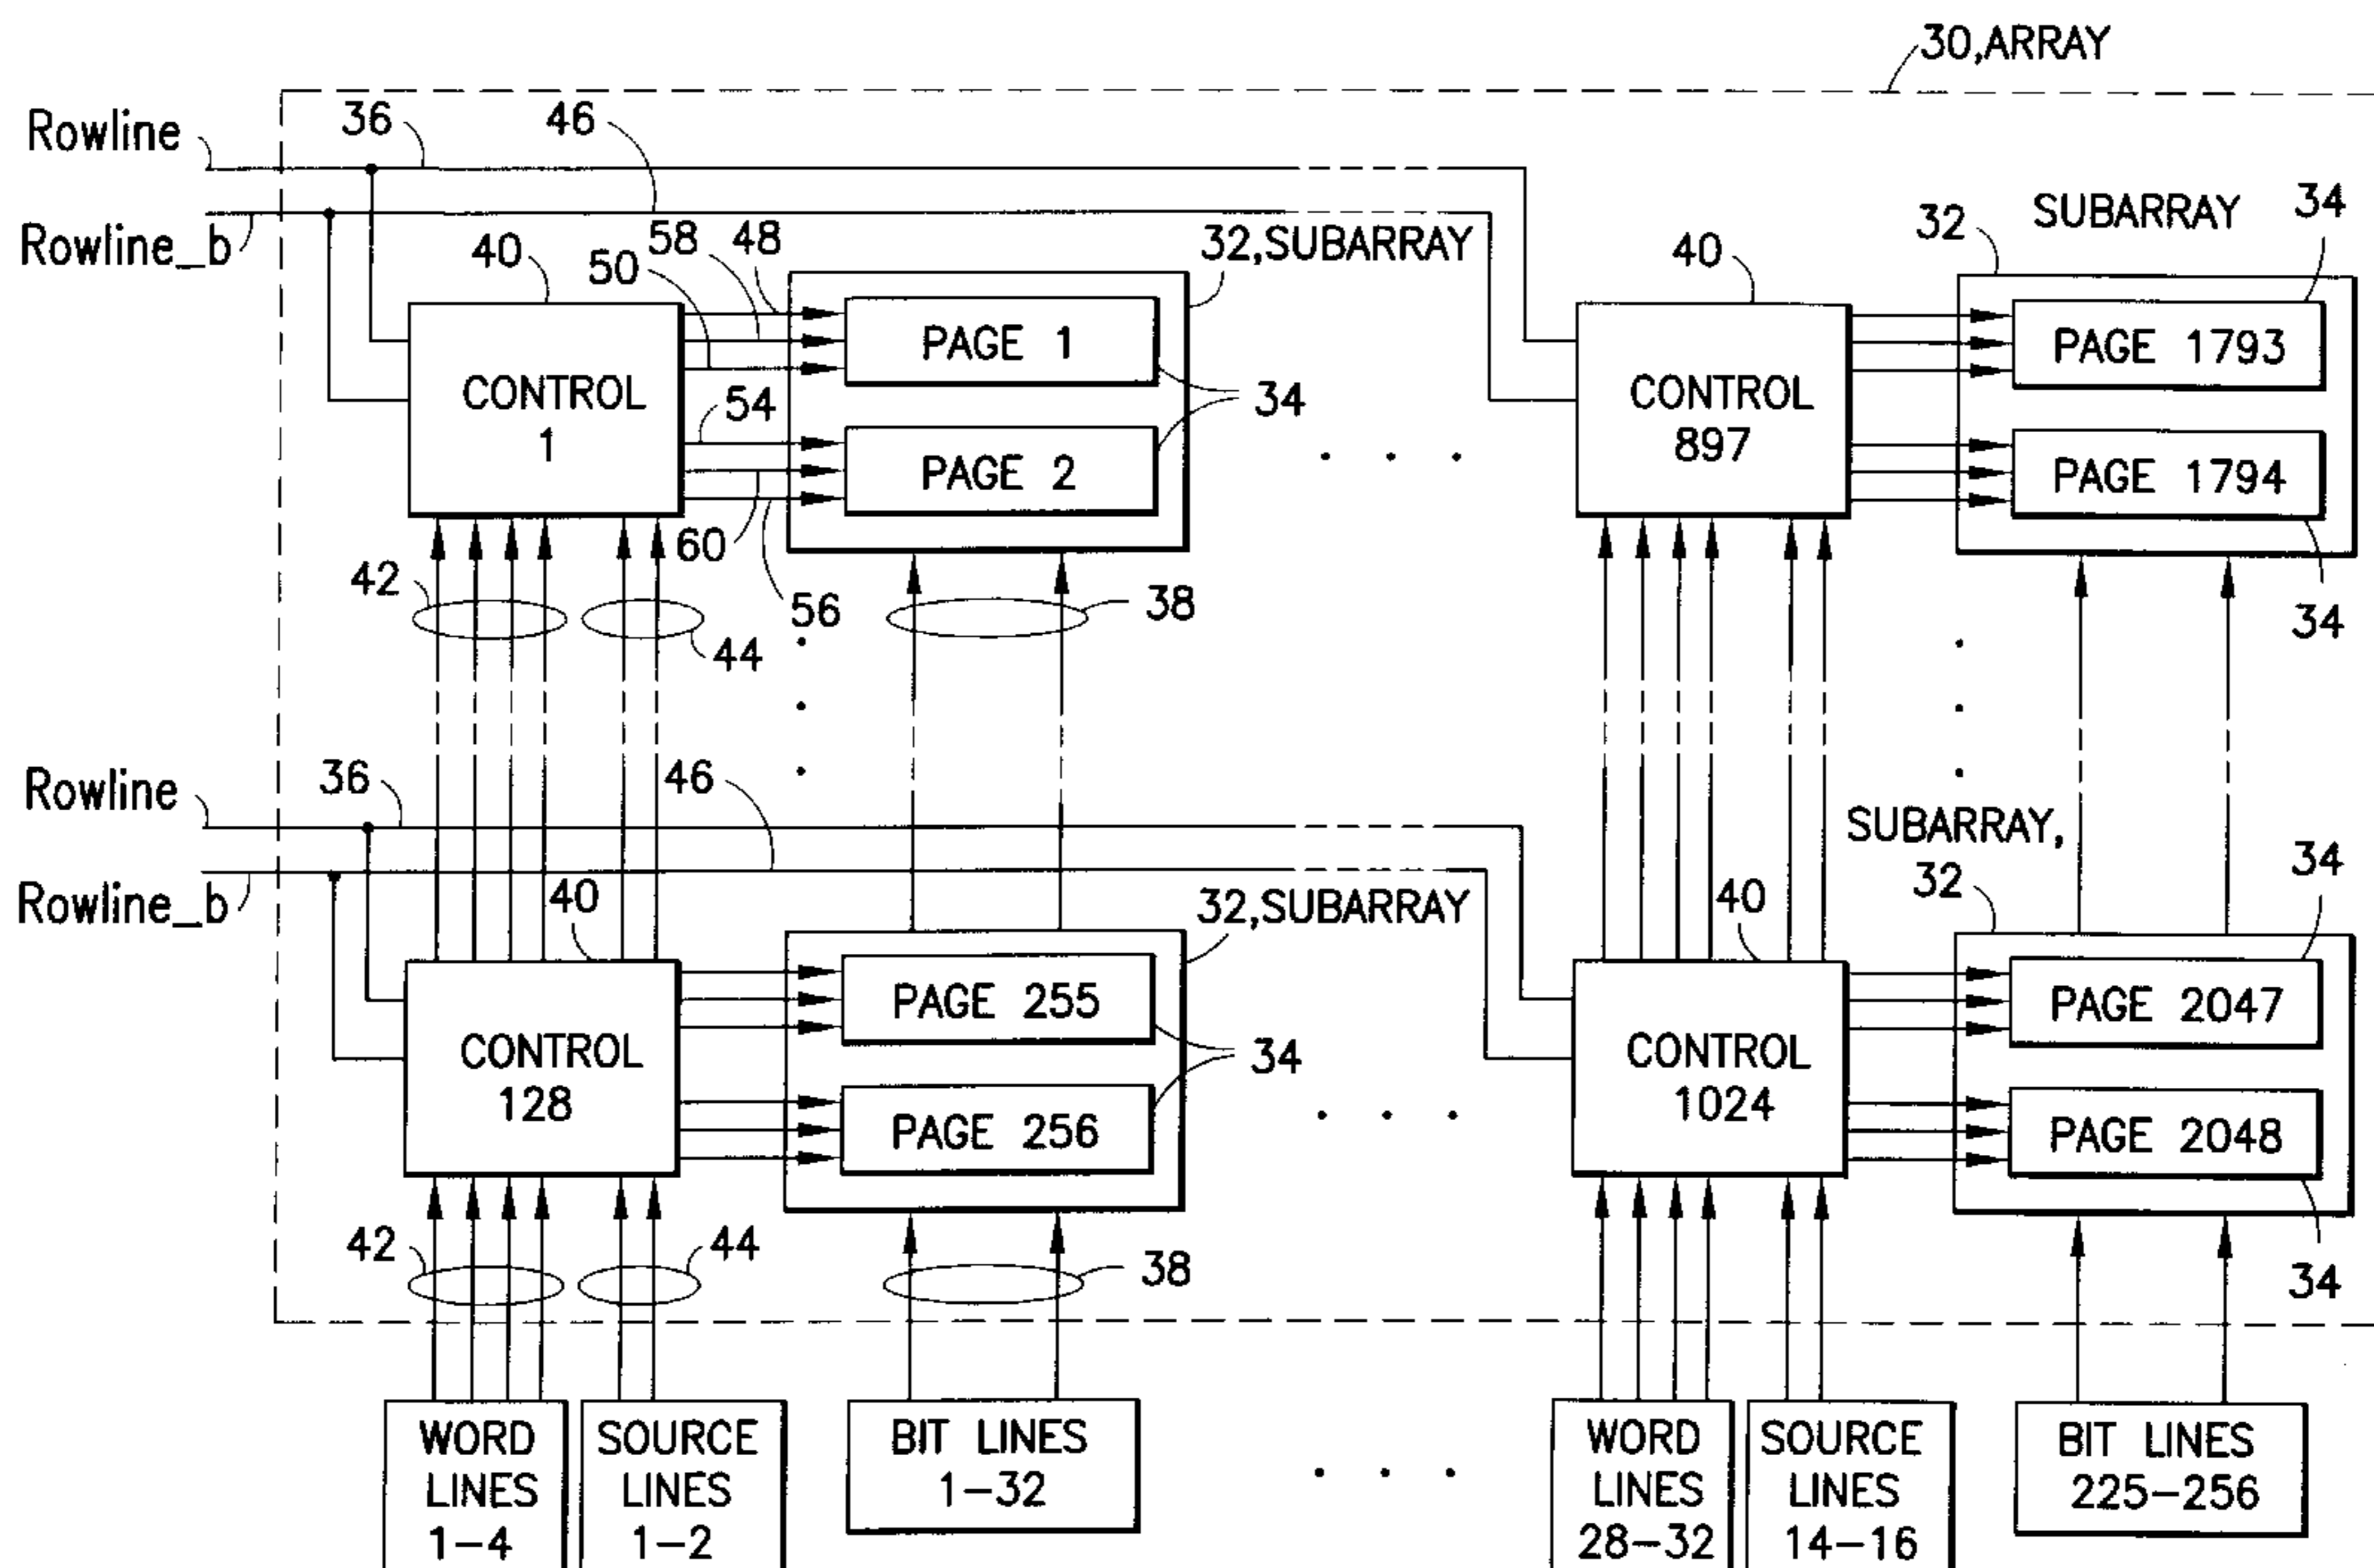 30,ARRAY
Rowline
36
46
Rowline_b
40
50
58
48
32,SUBARRAY
40
32
SUBARRAY
34
CONTROL
1
PAGE 1
PAGE 2
34
54
60
56
CONTROL
897
PAGE 1793
PAGE 1794
34
42
44
38
Rowline
36
46
Rowline_b
40
32,SUBARRAY
40
SUBARRAY,
32
34
CONTROL
128
PAGE 255
PAGE 256
34
CONTROL
1024
PAGE 2047
PAGE 2048
34
42
44
38
WORD
LINES
1-4
SOURCE
LINES
1-2
BIT LINES
1-32
WORD
LINES
28-32
SOURCE
LINES
14-16
BIT LINES
225-256